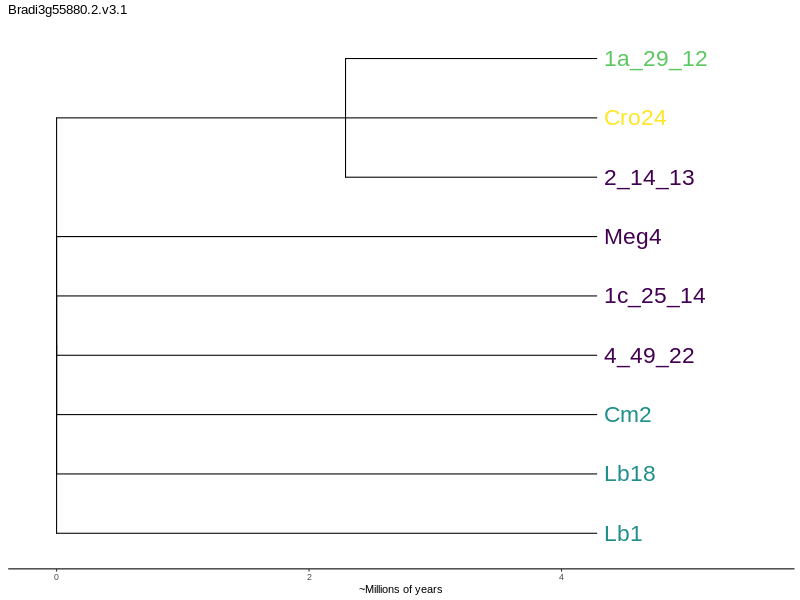 Bradi3g55880.2.v3.1
1a_29_12
Cro24
2_14_13
Meg4
1c_25_14
4_49_22
Cm2
Lb18
Lb1
0 2 4
~Millions of years